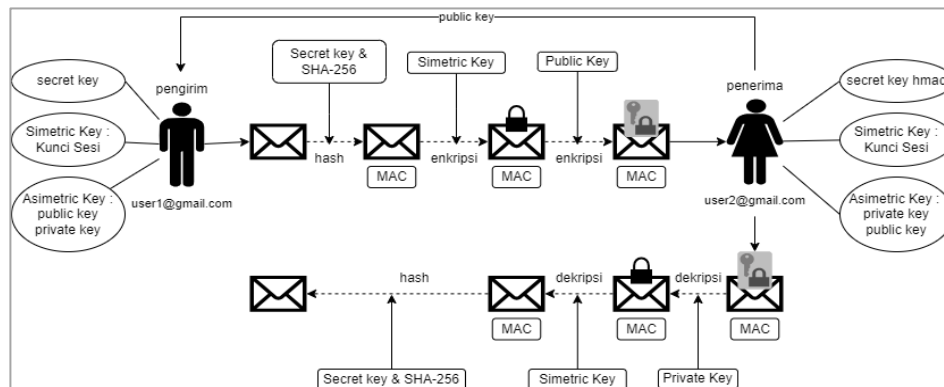 public key
secret key
pengirim
Secret key &
SHA-256
Simetric Key
Public Key
penerima
secret key hmac
Simetric Key :
Kunci Sesi
hash
enkripsi
enkripsi
Simetric Key :
Kunci Sesi
MAC
MAC
MAC
Asimetric Key :
public key
private key
user1@gmail.com
user2@gmail.com
Asimetric Key :
private key
public key
hash
dekripsi
dekripsi
MAC
MAC
MAC
Secret key & SHA-256
Simetric Key
Private Key